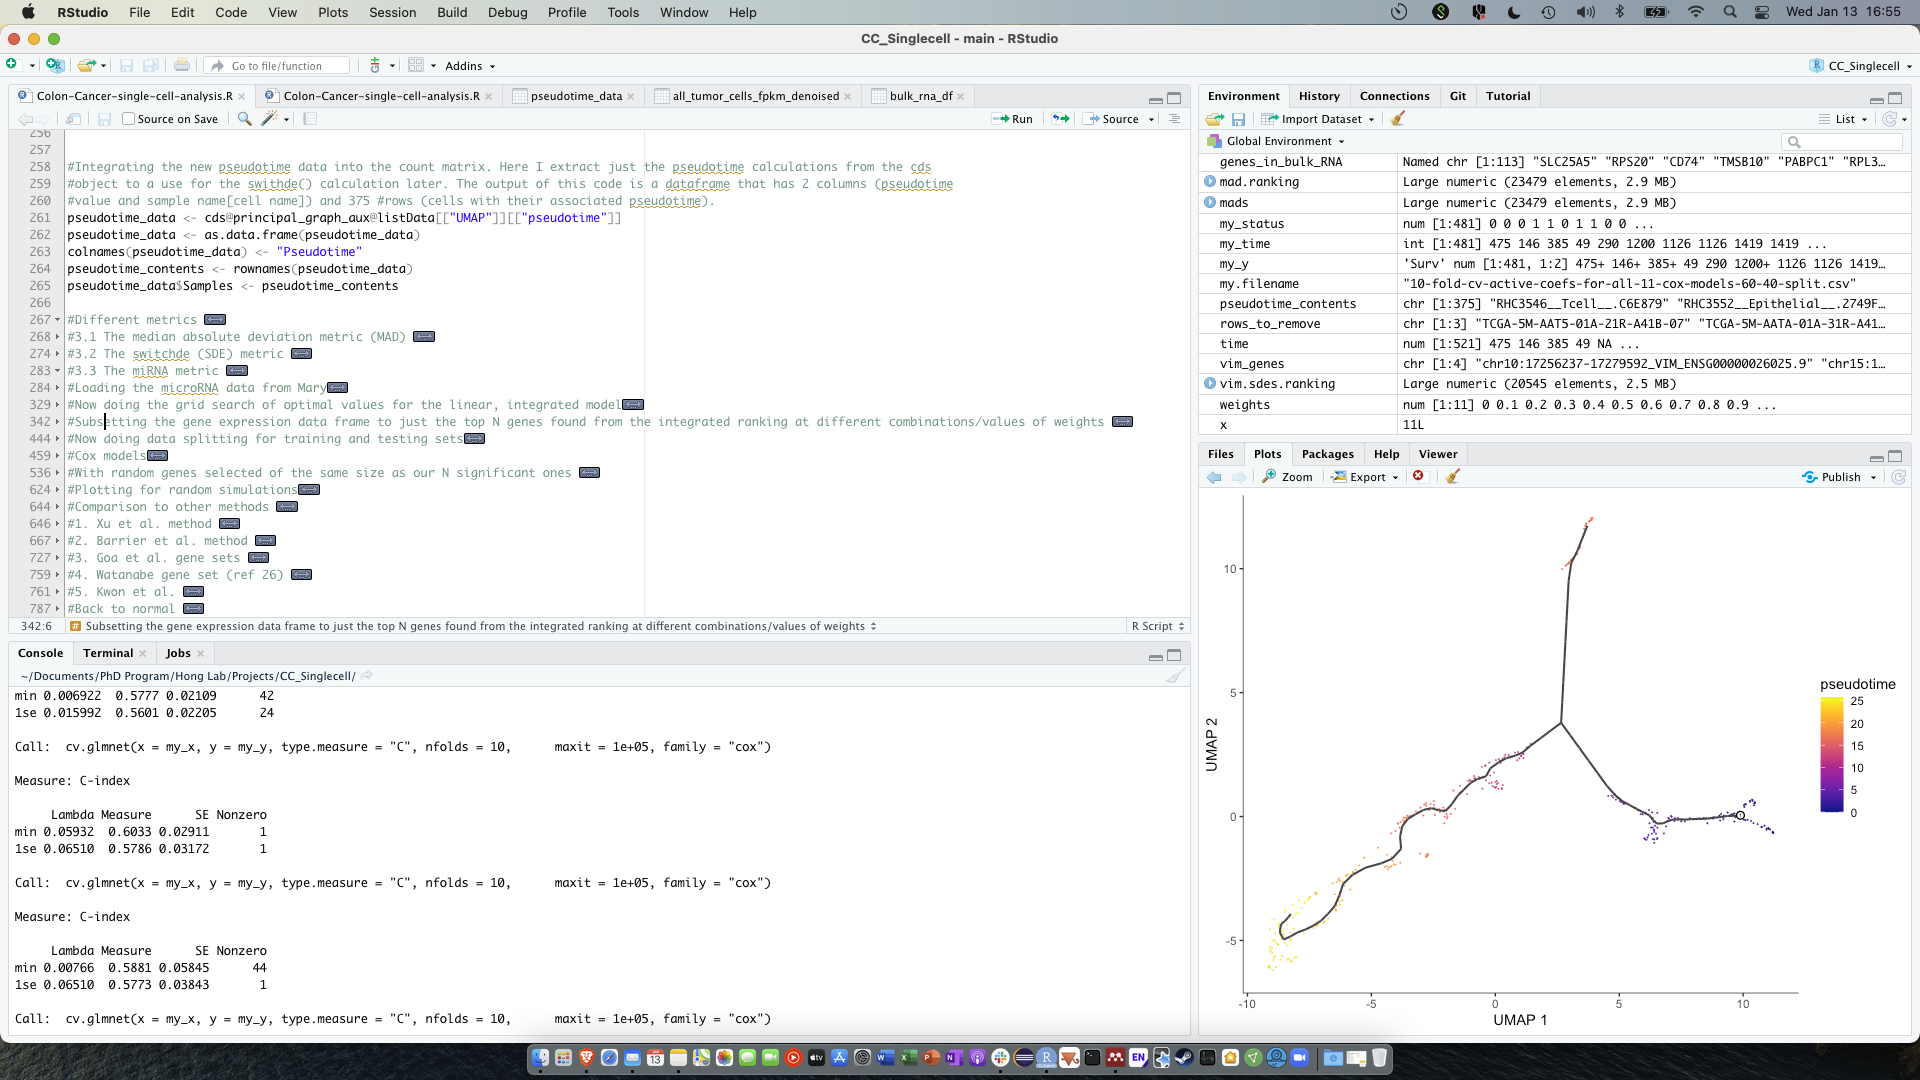 RStudio File Edit Code View Plots Session Build Debug Profile Tools Window Help
Wed Jan 13 16:55
CC_Singlecell - main - RStudio
Go to file/function Addins
CC_Singlecell
Colon-Cancer-single-cell-analysis.R Colon-Cancer-single-cell-analysis.R pseudotime_data all_tumor_cells_fpkm_denoised bulk_rna_df
Source on Save Run Source
256
257
258 #Integrating the new pseudotime data into the count matrix. Here I extract just the pseudotime calculations from the cds
259 #object to a use for the swithde() calculation later. The output of this code is a dataframe that has 2 columns (pseudotime
260 #value and sample name[cell name]) and 375 #rows (cells with their associated pseudotime).
261 pseudotime_data <- cds@principal_graph_aux@listData[["UMAP"]][["pseudotime"]]
262 pseudotime_data <- as.data.frame(pseudotime_data)
263 colnames(pseudotime_data) <- "Pseudotime"
264 pseudotime_contents <- rownames(pseudotime_data)
265 pseudotime_data$Samples <- pseudotime_contents
266
267 #Different metrics
268 #3.1 The median absolute deviation metric (MAD)
274 #3.2 The switchde (SDE) metric
283 #3.3 The miRNA metric
284 #Loading the microRNA data from Mary
329 #Now doing the grid search of optimal values for the linear, integrated model
342 #Subsetting the gene expression data frame to just the top N genes found from the integrated ranking at different combinations/values of weights
444 #Now doing data splitting for training and testing sets
459 #Cox models
536 #With random genes selected of the same size as our N significant ones
624 #Plotting for random simulations
644 #Comparison to other methods
646 #1. Xu et al. method
667 #2. Barrier et al. method
727 #3. Goa et al. gene sets
759 #4. Watanabe gene set (ref 26)
761 #5. Kwon et al.
787 #Back to normal
342:6 # Subsetting the gene expression data frame to just the top N genes found from the integrated ranking at different combinations/values of weights R Script
Console Terminal Jobs
~/Documents/PhD Program/Hong Lab/Projects/CC_Singlecell/
min 0.006922 0.5777 0.02109 42
1se 0.015992 0.5601 0.02205 24
Call: cv.glmnet(x = my_x, y = my_y, type.measure = "C", nfolds = 10, maxit = 1e+05, family = "cox")
Measure: C-index
Lambda Measure SE Nonzero
min 0.05932 0.6033 0.02911 1
1se 0.06510 0.5786 0.03172 1
Call: cv.glmnet(x = my_x, y = my_y, type.measure = "C", nfolds = 10, maxit = 1e+05, family = "cox")
Measure: C-index
Lambda Measure SE Nonzero
min 0.00766 0.5881 0.05845 44
1se 0.06510 0.5773 0.03843 1
Call: cv.glmnet(x = my_x, y = my_y, type.measure = "C", nfolds = 10, maxit = 1e+05, family = "cox")
Environment History Connections Git Tutorial
Import Dataset List
Global Environment
genes_in_bulk_RNA Named chr [1:113] "SLC25A5" "RPS20" "CD74" "TMSB10" "PABPC1" "RPL3…
mad.ranking Large numeric (23479 elements, 2.9 MB)
mads Large numeric (23479 elements, 2.9 MB)
my_status num [1:481] 0 0 0 1 1 0 1 1 0 0 ...
my_time int [1:481] 475 146 385 49 290 1200 1126 1126 1419 1419 ...
my_y 'Surv' num [1:481, 1:2] 475+ 146+ 385+ 49 290 1200+ 1126 1126 1419…
my.filename "10-fold-cv-active-coefs-for-all-11-cox-models-60-40-split.csv"
pseudotime_contents chr [1:375] "RHC3546__Tcell__.C6E879" "RHC3552__Epithelial__.2749F…
rows_to_remove chr [1:3] "TCGA-5M-AAT5-01A-21R-A41B-07" "TCGA-5M-AATA-01A-31R-A41…
time num [1:521] 475 146 385 49 NA ...
vim_genes chr [1:4] "chr10:17256237-17279592_VIM_ENSG00000026025.9" "chr15:1…
vim.sdes.ranking Large numeric (20545 elements, 2.5 MB)
weights num [1:11] 0 0.1 0.2 0.3 0.4 0.5 0.6 0.7 0.8 0.9 ...
x 11L
Files Plots Packages Help Viewer
Zoom Export Publish
10
5
0
-5
-10 -5 0 5 10
UMAP 1
UMAP 2
pseudotime
25
20
15
10
5
0
13
tv
EN